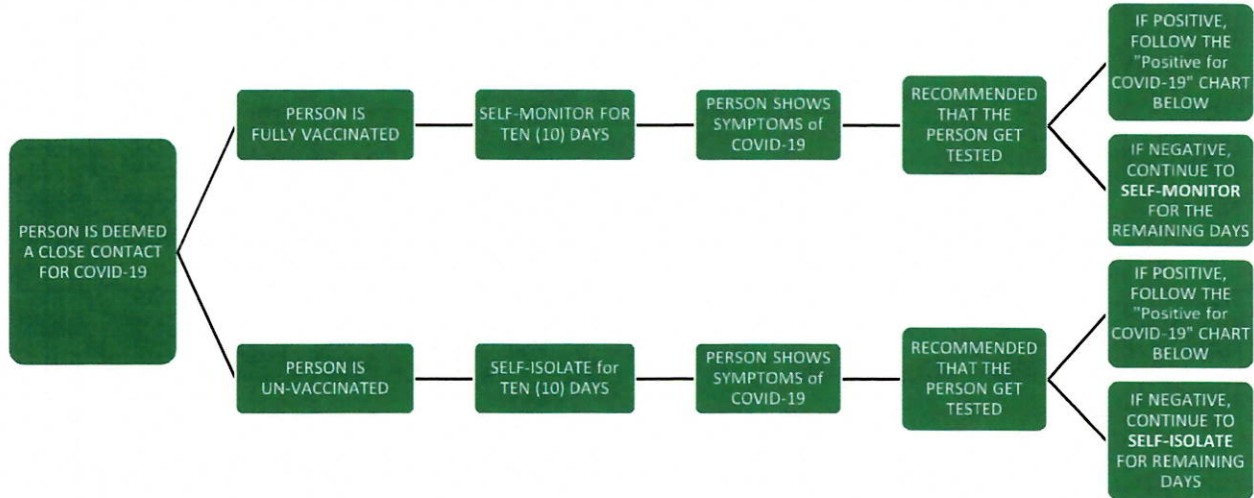 PERSON IS DEEMED
A CLOSE CONTACT
FOR COVID-19
PERSON IS
FULLY VACCINATED
SELF-MONITOR FOR
TEN (10) DAYS
PERSON SHOWS
SYMPTOMS of
COVID-19
RECOMMENDED
THAT THE
PERSON GET
TESTED
IF POSITIVE,
FOLLOW THE
"Positive for
COVID-19" CHART
BELOW
IF NEGATIVE,
CONTINUE TO
SELF-MONITOR
FOR THE
REMAINING DAYS
PERSON IS
UN-VACCINATED
SELF-ISOLATE for
TEN (10) DAYS
PERSON SHOWS
SYMPTOMS of
COVID-19
RECOMMENDED
THAT THE
PERSON GET
TESTED
IF POSITIVE,
FOLLOW THE
"Positive for
COVID-19" CHART
BELOW
IF NEGATIVE,
CONTINUE TO
SELF-ISOLATE
FOR REMAINING
DAYS